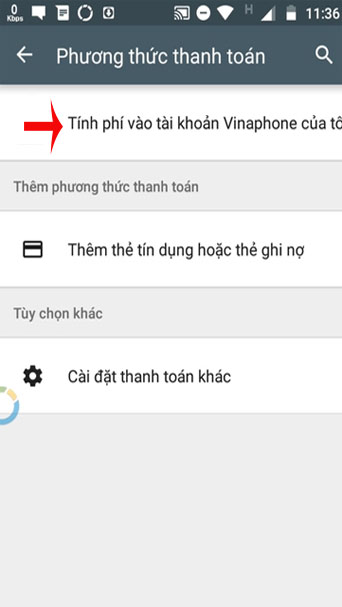 0
Kbps
H
11:36
Phương thức thanh toán
Tính phí vào tài khoản Vinaphone của tô
Thêm phương thức thanh toán
Thêm thẻ tín dụng hoặc thẻ ghi nợ
Tùy chọn khác
Cài đặt thanh toán khác